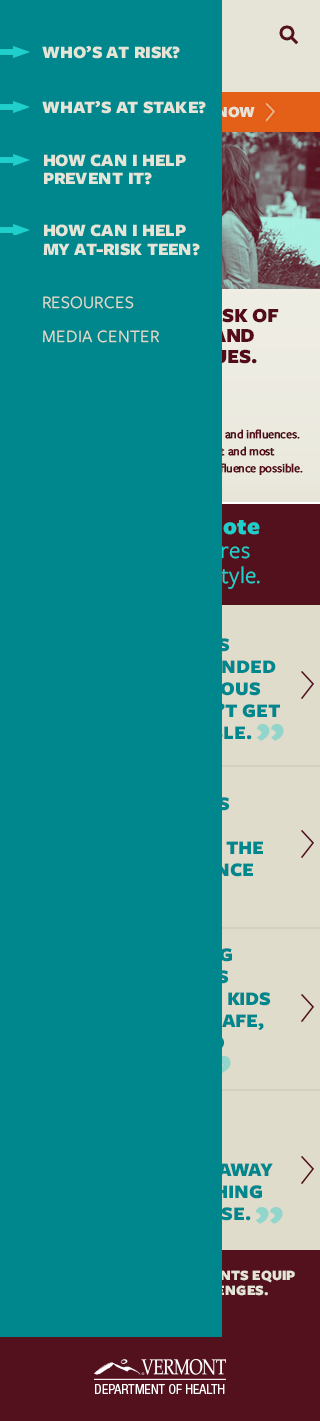 WHO'S AT RISK?
WHAT'S AT STAKE?
HOW CAN I HELP
PREVENT IT?
HOW CAN I HELP
MY AT-RISK TEEN?
RESOURCES
MEDIA CENTER
NOW
SK OF
AND
UES.
and influences.
t and most
fluence possible.
ote
res
tyle.
S
NDED
OUS
'T GET
LE. ”
S
THE
NCE
G
S
KIDS
AFE,
”
AWAY
HING
SE. ”
NTS EQUIP
ENGES.
VERMONT
DEPARTMENT OF HEALTH